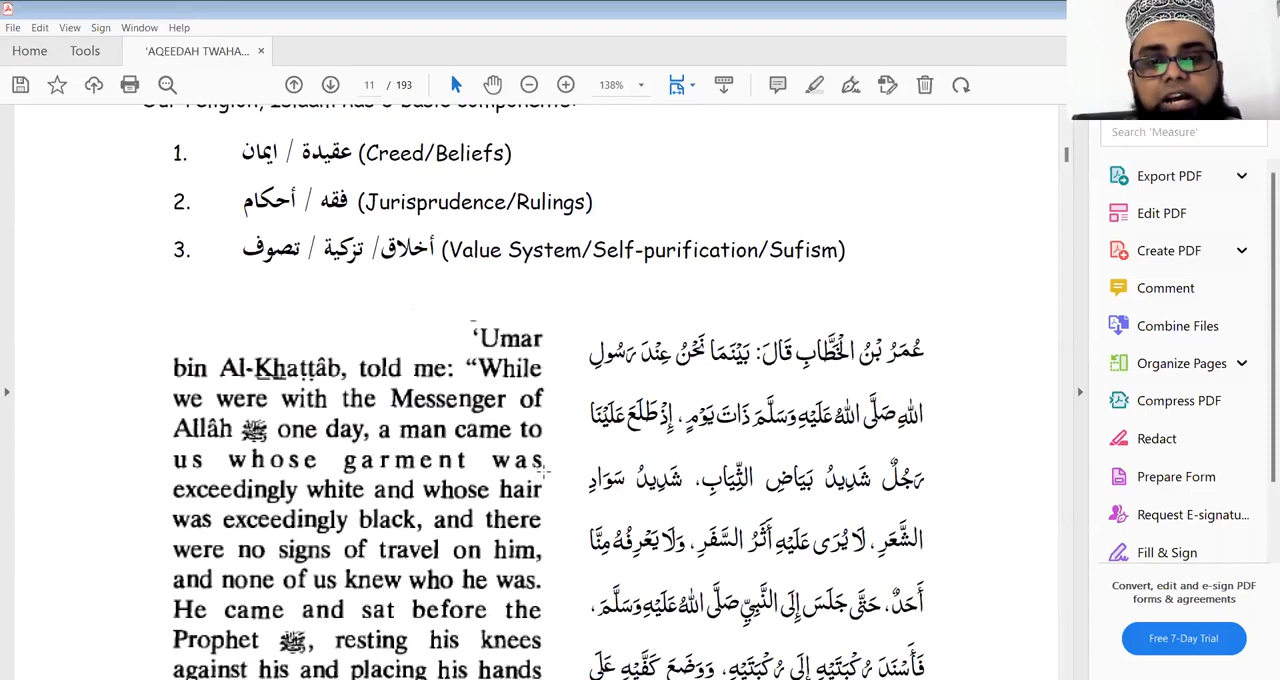 File Edit View Sign Window Help
Home Tools 'AQEEDAH TWAHA... ×
11 / 193 138%
Our religion, Islaam has 3 basic components:
1. عقيدة / ايمان (Creed/Beliefs)
2. فقه / أحكام (Jurisprudence/Rulings)
3. أخلاق/ تزكية / تصوف (Value System/Self-purification/Sufism)
'Umar
bin Al-Khaṭṭâb, told me: "While
we were with the Messenger of
Allâh ﷺ one day, a man came to
us whose garment was
exceedingly white and whose hair
was exceedingly black, and there
were no signs of travel on him,
and none of us knew who he was.
He came and sat before the
Prophet ﷺ, resting his knees
against his and placing his hands
عُمَرُ بْنُ الْخَطَّابِ قَالَ: بَيْنَمَا نَحْنُ عِنْدَ رَسُولِ
اللهِ صَلَّى اللهُ عَلَيْهِ وَسَلَّمَ ذَاتَ يَوْمٍ، إِذْ طَلَعَ عَلَيْنَا
رَجُلٌ شَدِيدُ بَيَاضِ الثِّيَابِ، شَدِيدُ سَوَادِ
الشَّعَرِ، لَا يُرَى عَلَيْهِ أَثَرُ السَّفَرِ، وَلَا يَعْرِفُهُ مِنَّا
أَحَدٌ، حَتَّى جَلَسَ إِلَى النَّبِيِّ صَلَّى اللهُ عَلَيْهِ وَسَلَّمَ،
فَأَسْنَدَ رُكْبَتَيْهِ إِلَى رُكْبَتَيْهِ، وَوَضَعَ كَفَّيْهِ عَلَى
Search 'Measure'
Export PDF
Edit PDF
Create PDF
Comment
Combine Files
Organize Pages
Compress PDF
Redact
Prepare Form
Request E-signatu...
Fill & Sign
Convert, edit and e-sign PDF
forms & agreements
Free 7-Day Trial